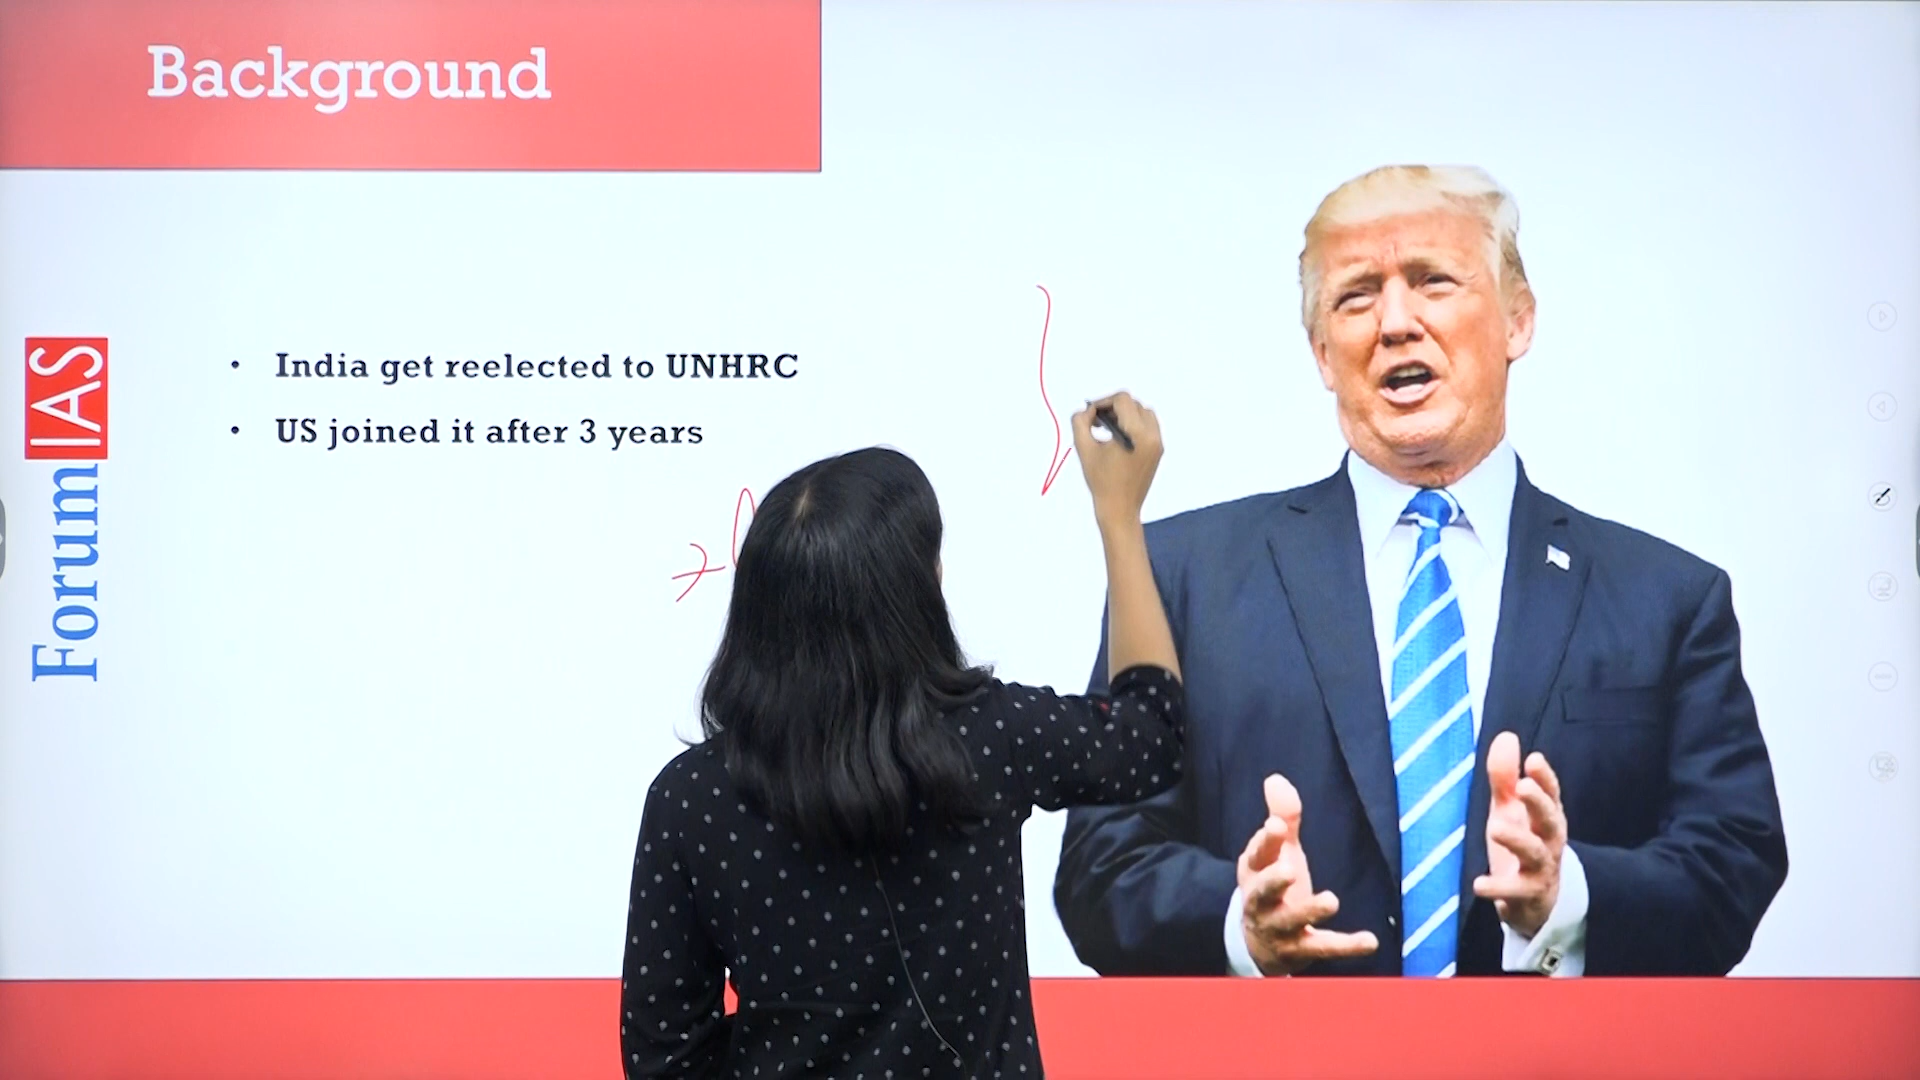 Background
• India get reelected to UNHRC
• US joined it after 3 years
ForumIAS